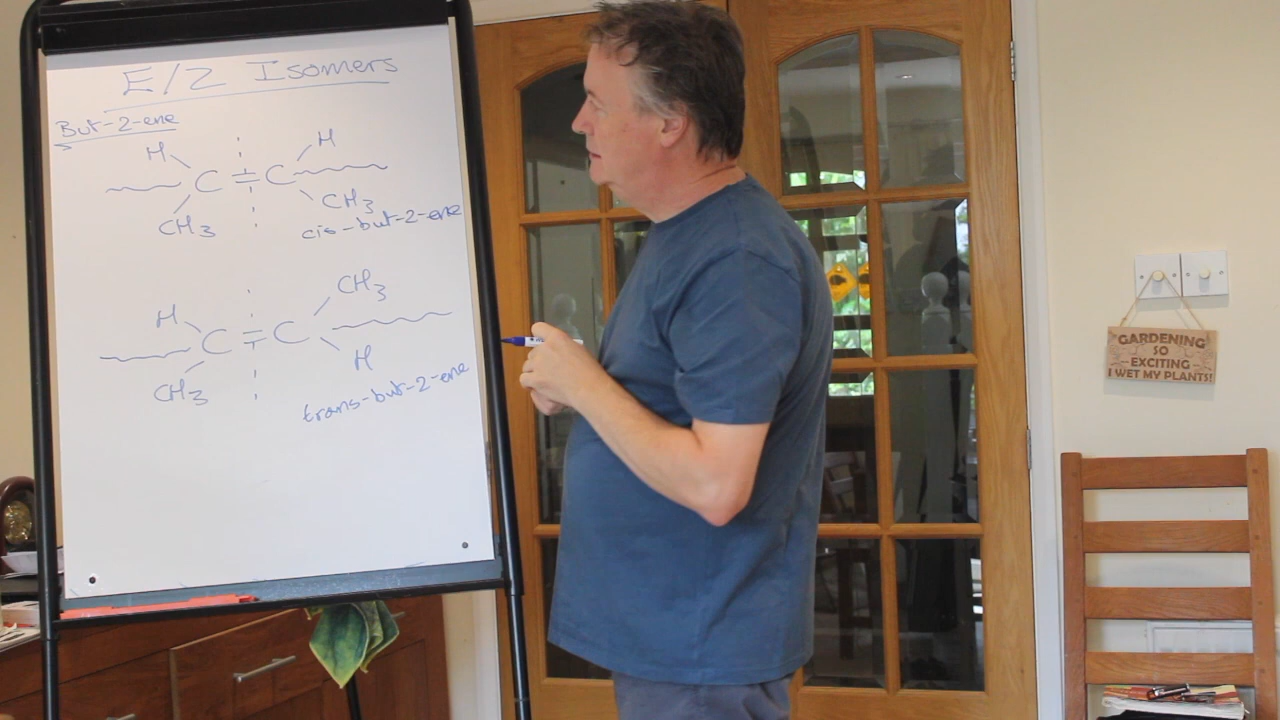 E/Z Isomers
But-2-ene
H H
C = C
CH3 CH3
cis-but-2-ene
CH3
H
C = C
H
CH3
trans-but-2-ene
GARDENING
SO
EXCITING
I WET MY PLANTS!